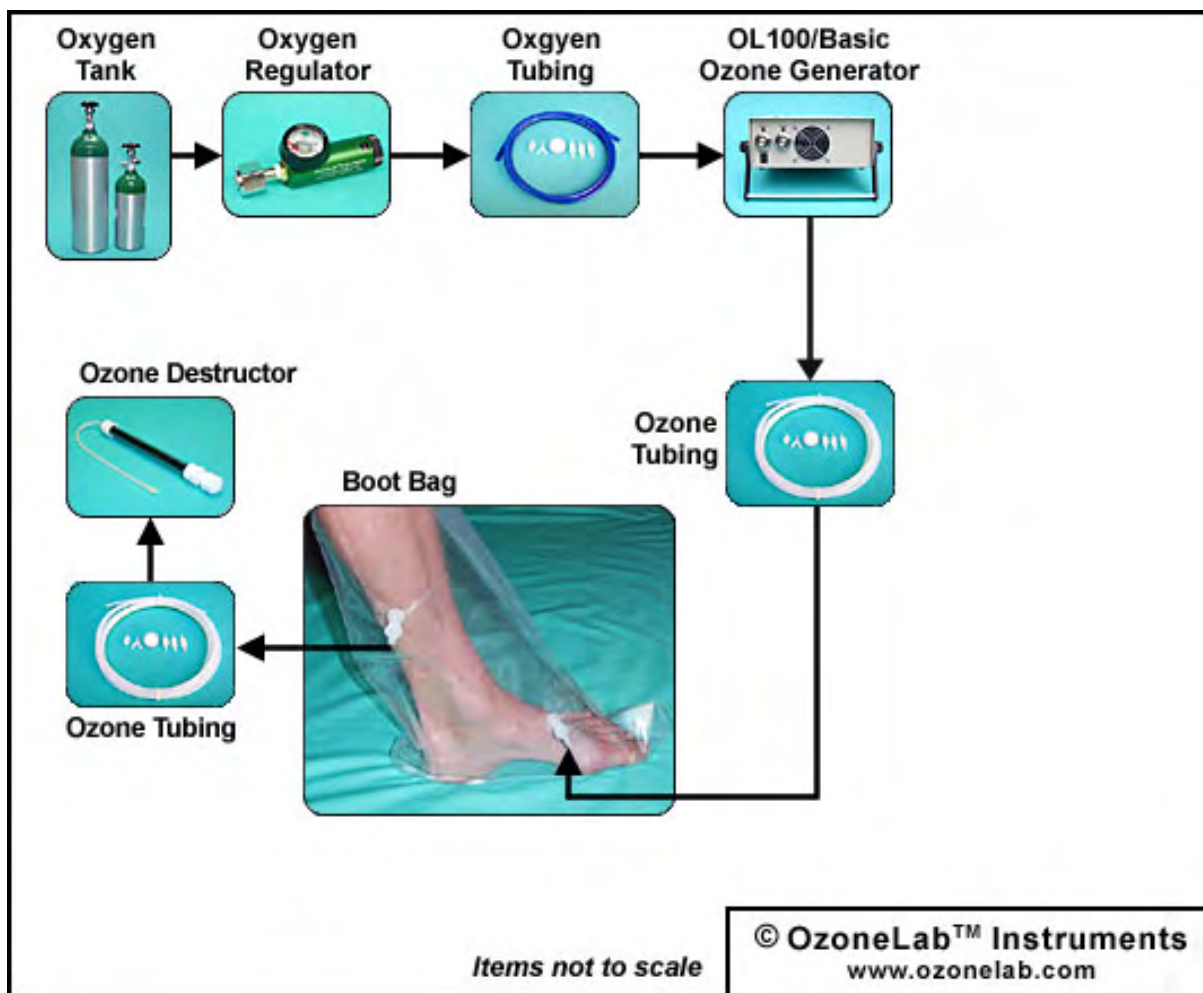 Oxygen
Tank
Oxygen
Regulator
Oxgyen
Tubing
OL100/Basic
Ozone Generator
Ozone Destructor
Ozone
Tubing
Boot Bag
Ozone Tubing
Items not to scale
© OzoneLab™ Instruments
www.ozonelab.com